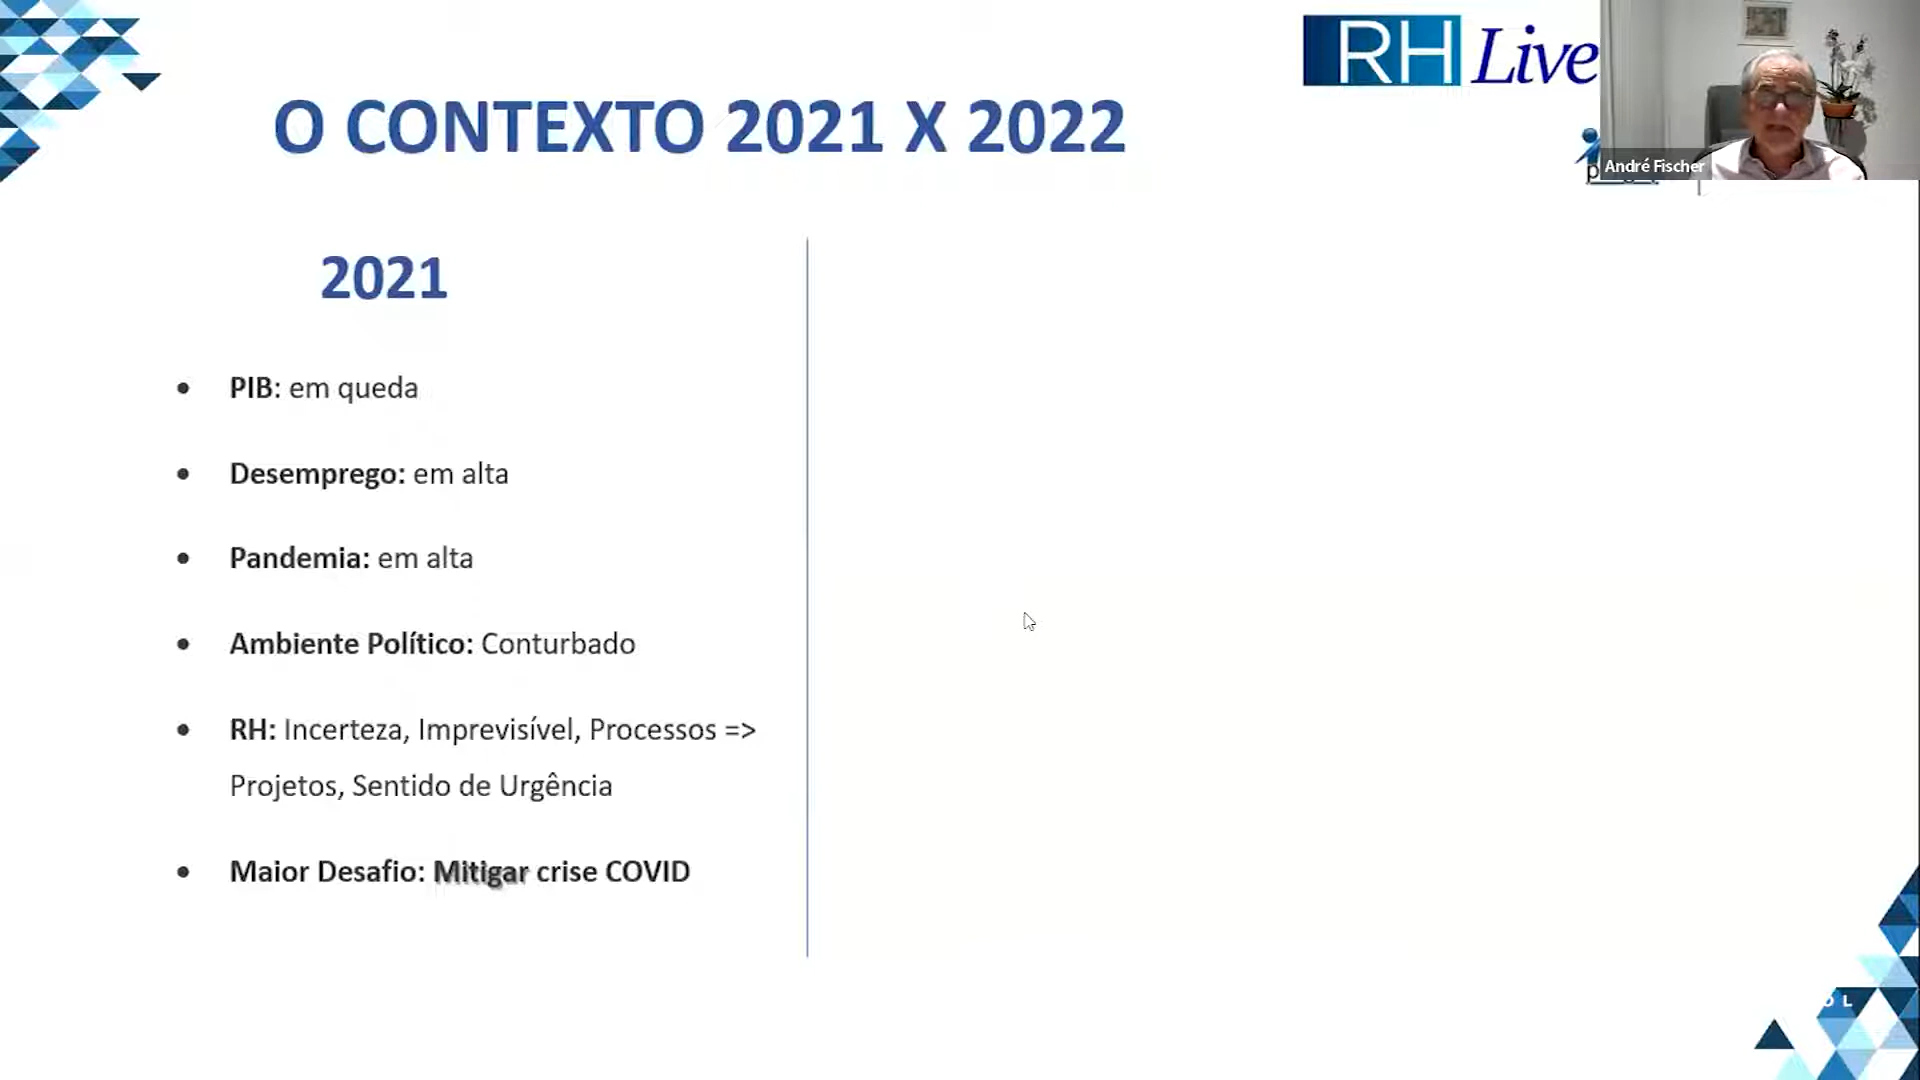 RH Live
O CONTEXTO 2021 X 2022
André Fischer
2021
• PIB: em queda
• Desemprego: em alta
• Pandemia: em alta
• Ambiente Político: Conturbado
• RH: Incerteza, Imprevisível, Processos =>
Projetos, Sentido de Urgência
• Maior Desafio: Mitigar crise COVID